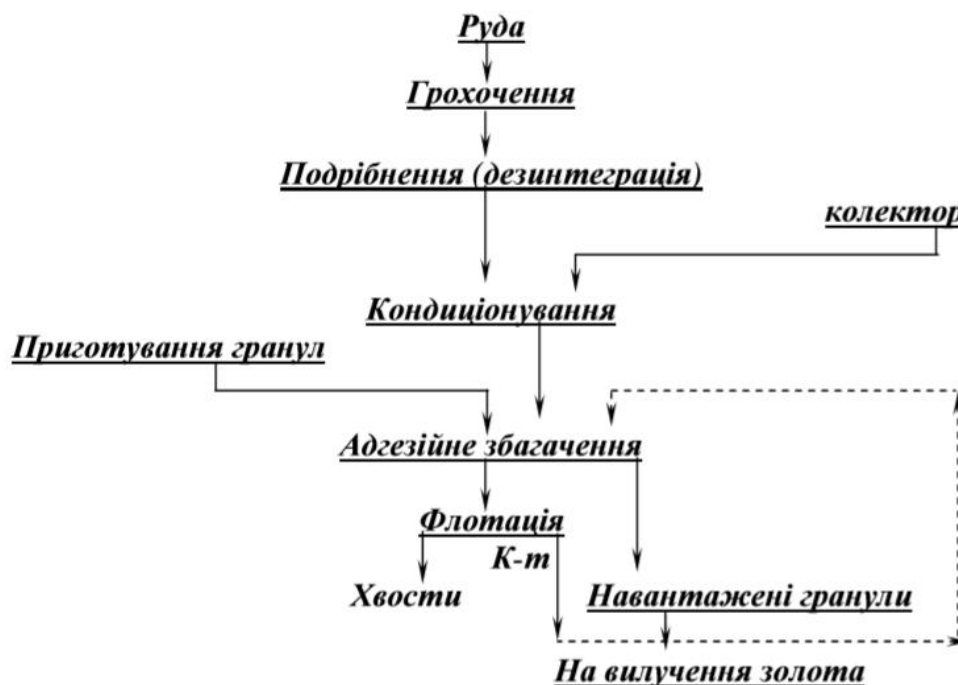 Руда
Грохочення
Подрібнення (дезинтеграція)
колектор
Кондиціонування
Приготування гранул
Адгезійне збагачення
Флотація
К-т
Хвости
Навантажені гранули
На вилучення золота